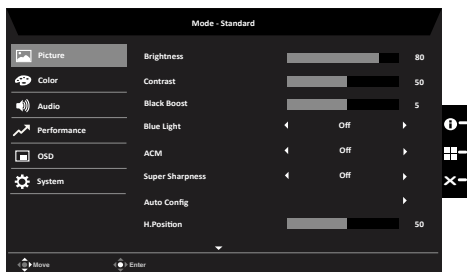 Mode - Standard
Picture
Color
Audio
Performance
OSD
System
Brightness 80
Contrast 50
Black Boost 5
Blue Light Off
ACM Off
Super Sharpness Off
Auto Config
H.Position 50
Move Enter